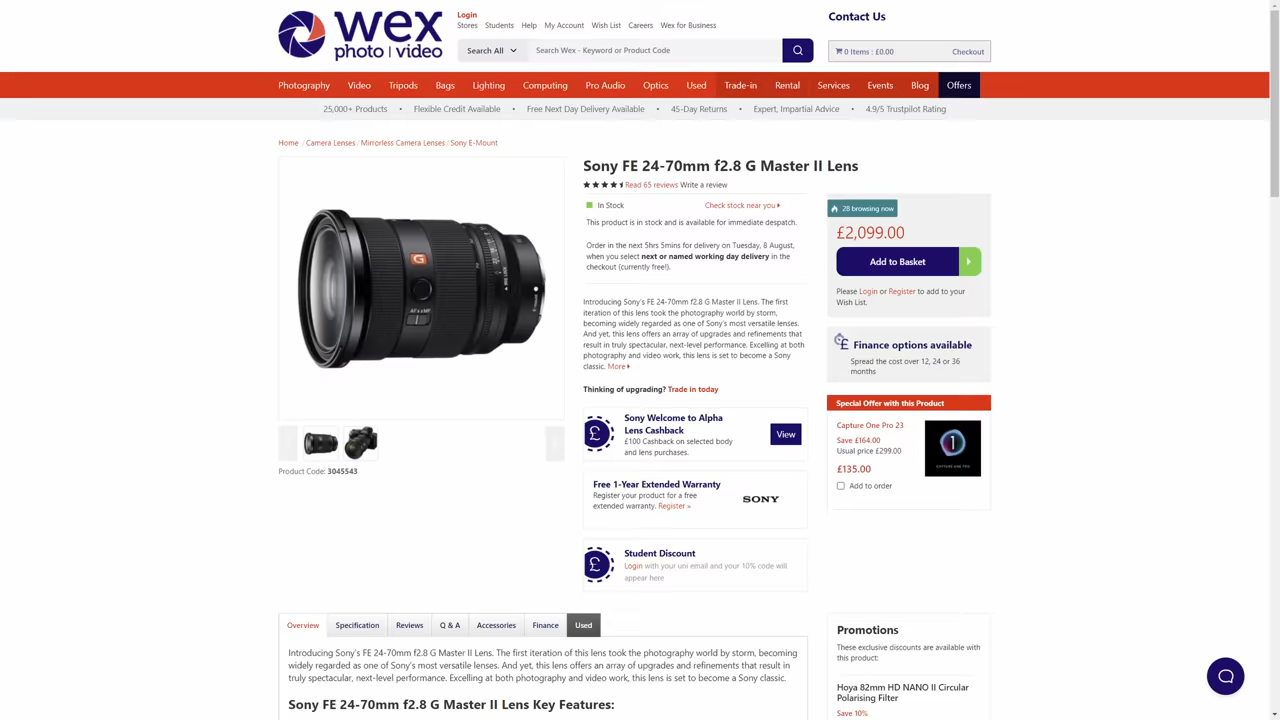 wex
photo | video
Login
Stores Students Help My Account Wish List Careers Wex for Business
Search All Search Wex - Keyword or Product Code
Contact Us
0 Items : £0.00 Checkout
Photography Video Tripods Bags Lighting Computing Pro Audio Optics Used Trade-in Rental Services Events Blog Offers
25,000+ Products • Flexible Credit Available • Free Next Day Delivery Available • 45-Day Returns • Expert, Impartial Advice • 4.9/5 Trustpilot Rating
Home / Camera Lenses / Mirrorless Camera Lenses / Sony E-Mount
G
AF MF
Product Code: 3045543
Sony FE 24-70mm f2.8 G Master II Lens
Read 65 reviews Write a review
In Stock Check stock near you
This product is in stock and is available for immediate despatch.
Order in the next 5hrs 5mins for delivery on Tuesday, 8 August,
when you select next or named working day delivery in the
checkout (currently free!).
Introducing Sony's FE 24-70mm f2.8 G Master II Lens. The first
iteration of this lens took the photography world by storm,
becoming widely regarded as one of Sony's most versatile lenses.
And yet, this lens offers an array of upgrades and refinements that
result in truly spectacular, next-level performance. Excelling at both
photography and video work, this lens is set to become a Sony
classic. More
Thinking of upgrading? Trade in today
£
Sony Welcome to Alpha
Lens Cashback
£100 Cashback on selected body
and lens purchases.
View
Free 1-Year Extended Warranty
Register your product for a free
extended warranty. Register »
SONY
£
Student Discount
Login with your uni email and your 10% code will
appear here
28 browsing now
£2,099.00
Add to Basket
Please Login or Register to add to your
Wish List.
£ Finance options available
Spread the cost over 12, 24 or 36
months
Special Offer with this Product
Capture One Pro 23
Save £164.00
Usual price £299.00
£135.00
Add to order
1
CAPTURE ONE PRO
Overview Specification Reviews Q & A Accessories Finance Used
Introducing Sony's FE 24-70mm f2.8 G Master II Lens. The first iteration of this lens took the photography world by storm, becoming
widely regarded as one of Sony's most versatile lenses. And yet, this lens offers an array of upgrades and refinements that result in
truly spectacular, next-level performance. Excelling at both photography and video work, this lens is set to become a Sony classic.
Sony FE 24-70mm f2.8 G Master II Lens Key Features:
Promotions
These exclusive discounts are available with
this product:
Hoya 82mm HD NANO II Circular
Polarising Filter
Save 10%